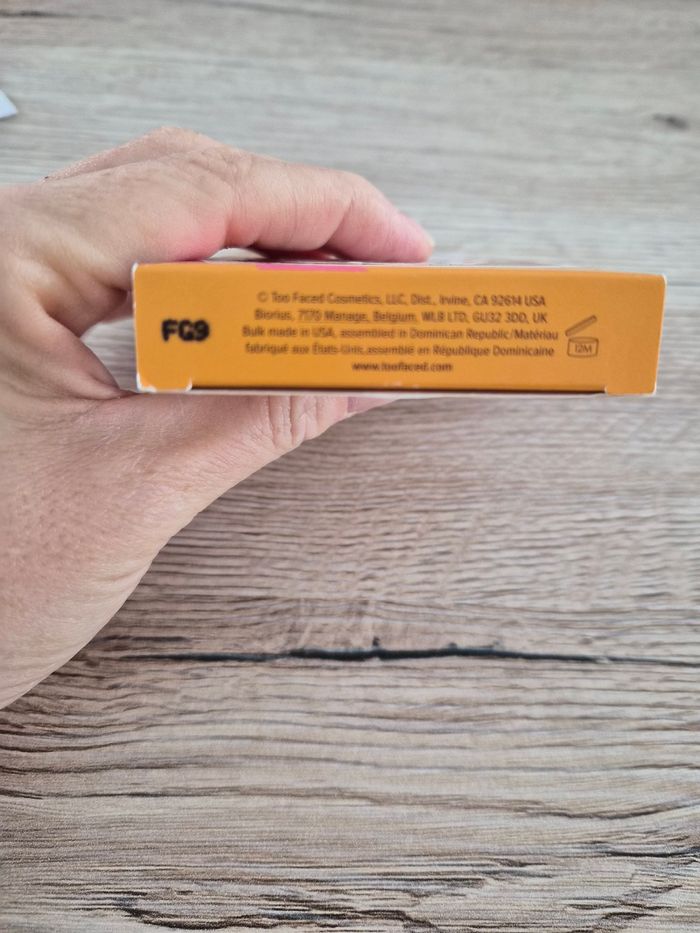 FG9
© Too Faced Cosmetics, LLC, Dist., Irvine, CA 92614 USA
Biorius, 7170 Manage, Belgium. WLB LTD, GU32 3DD, UK
Bulk made in USA, assembled in Dominican Republic/Matériau
fabriqué aux États-Unis, assemblé en République Dominicaine
www.toofaced.com
12M